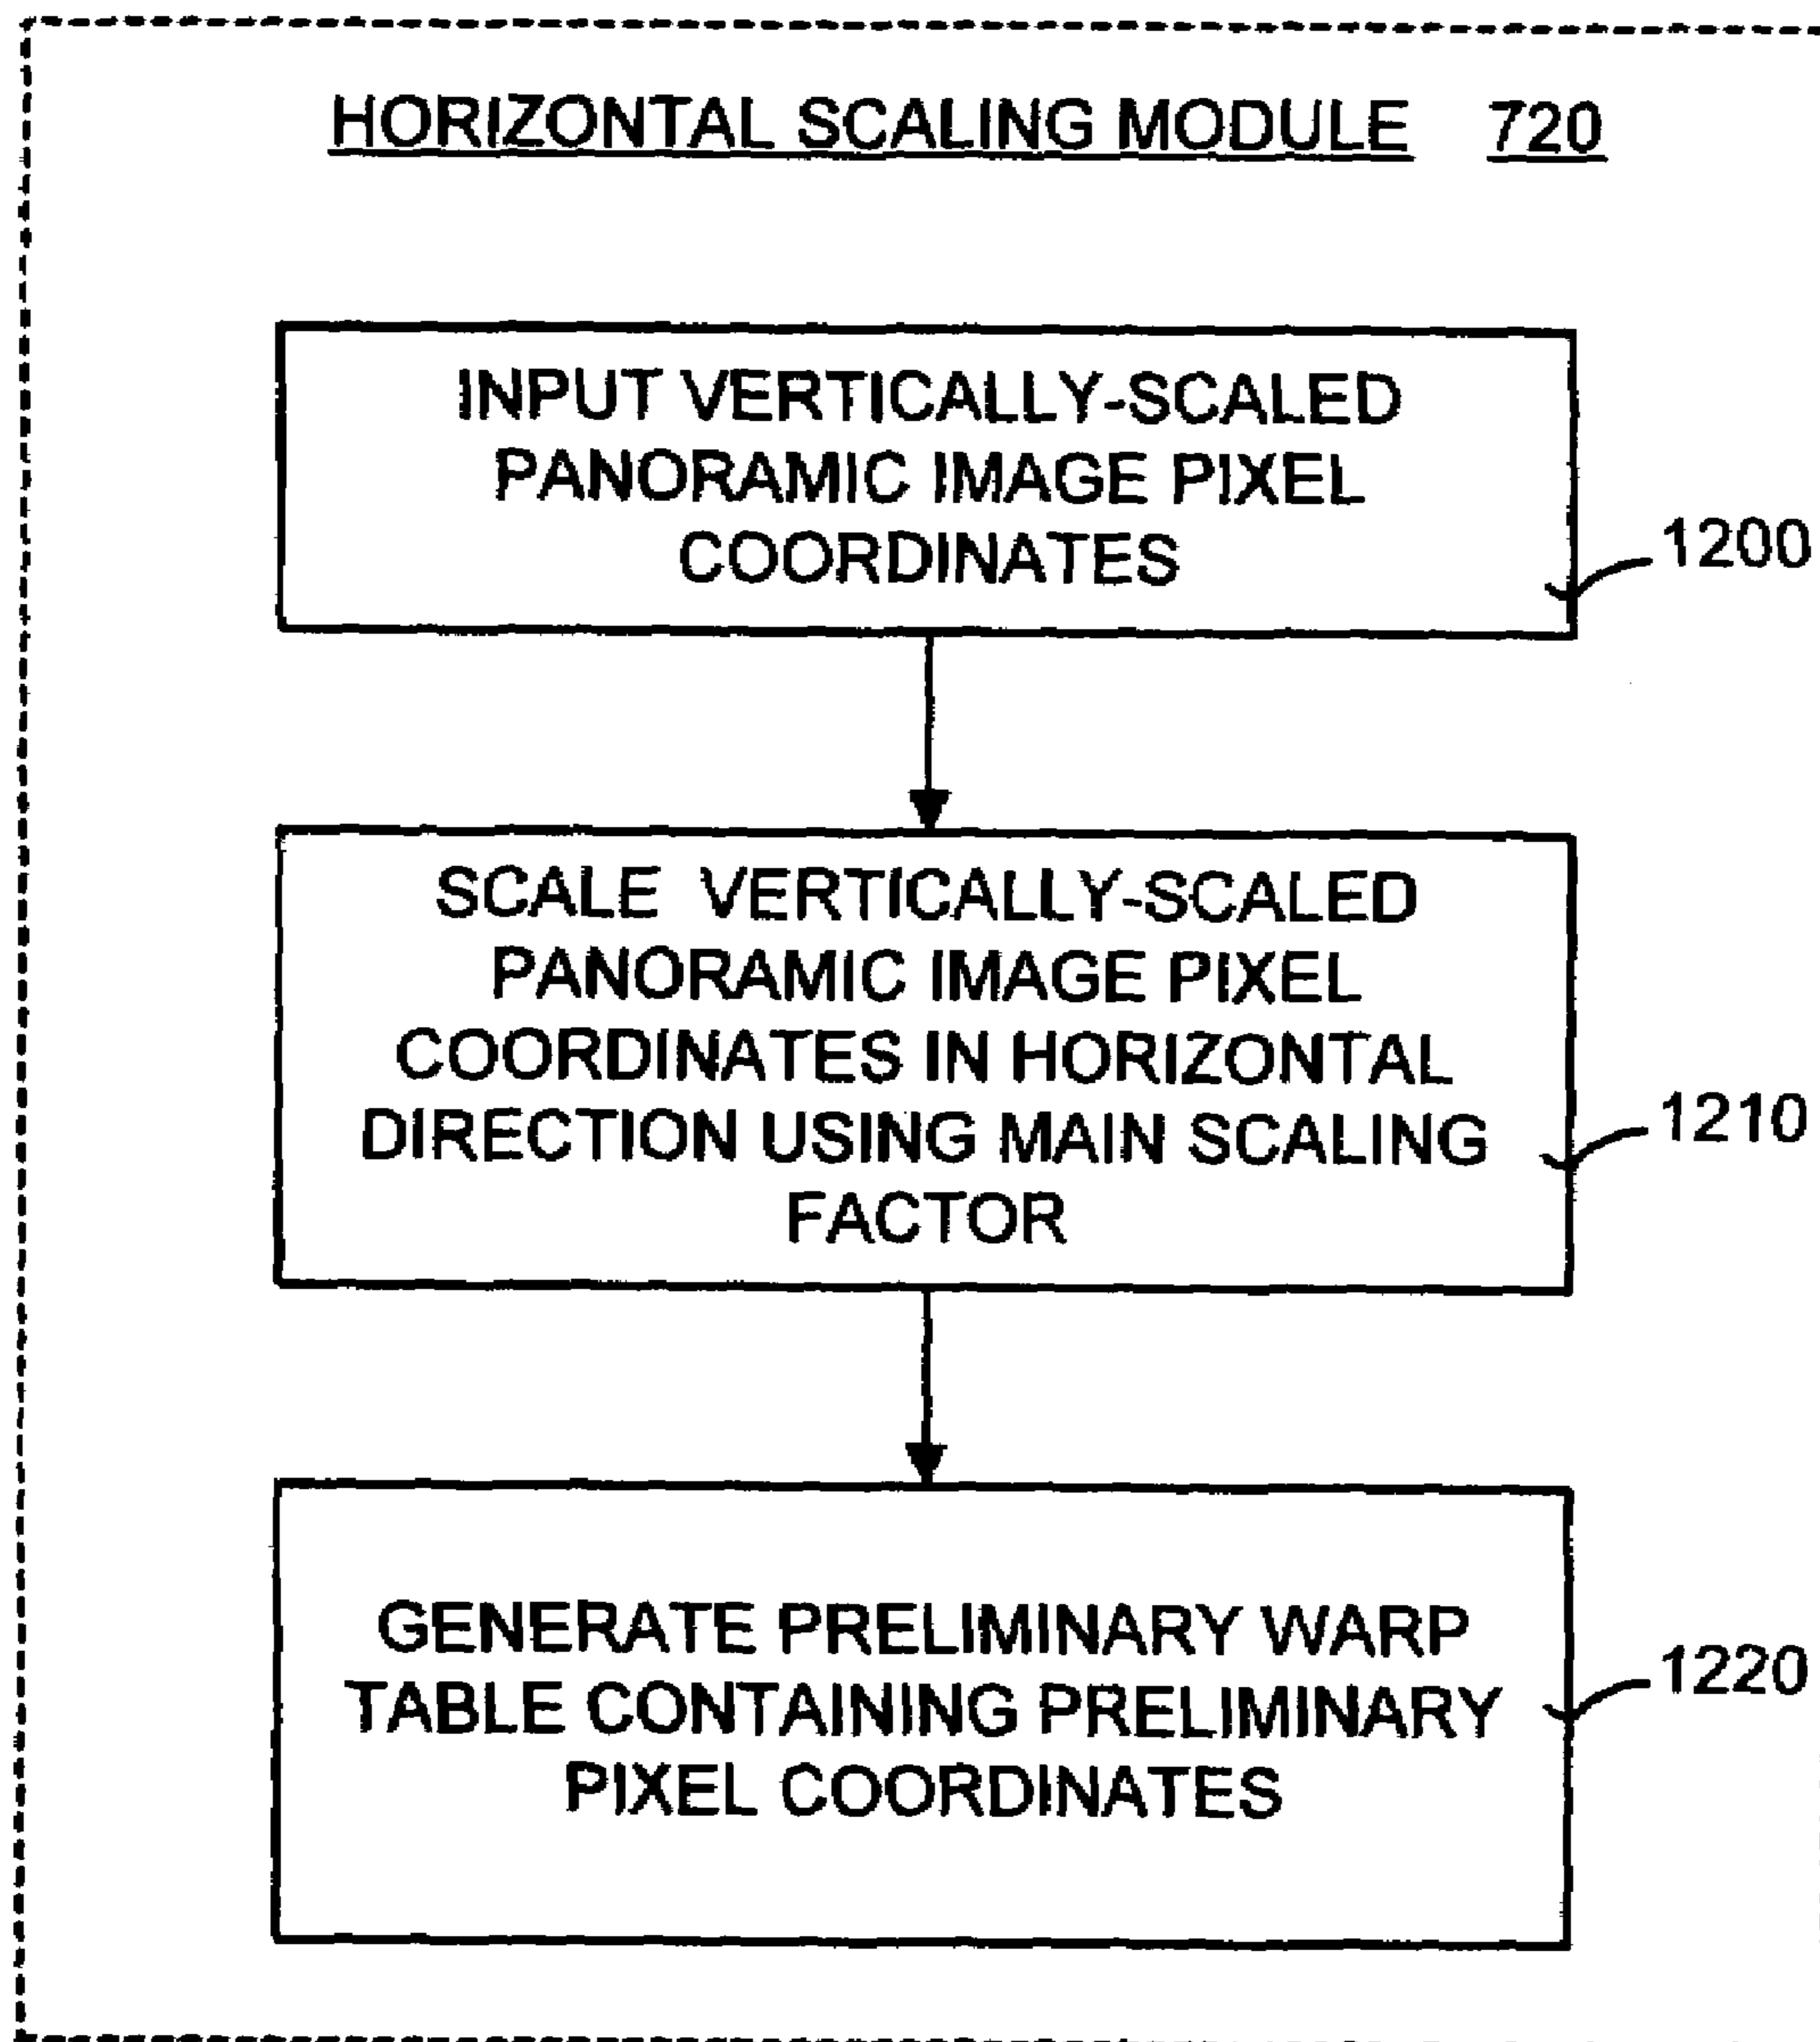 HORIZONTAL SCALING MODULE 720
INPUT VERTICALLY-SCALED
PANORAMIC IMAGE PIXEL
COORDINATES
1200
SCALE VERTICALLY-SCALED
PANORAMIC IMAGE PIXEL
COORDINATES IN HORIZONTAL
DIRECTION USING MAIN SCALING
FACTOR
1210
GENERATE PRELIMINARY WARP
TABLE CONTAINING PRELIMINARY
PIXEL COORDINATES
1220